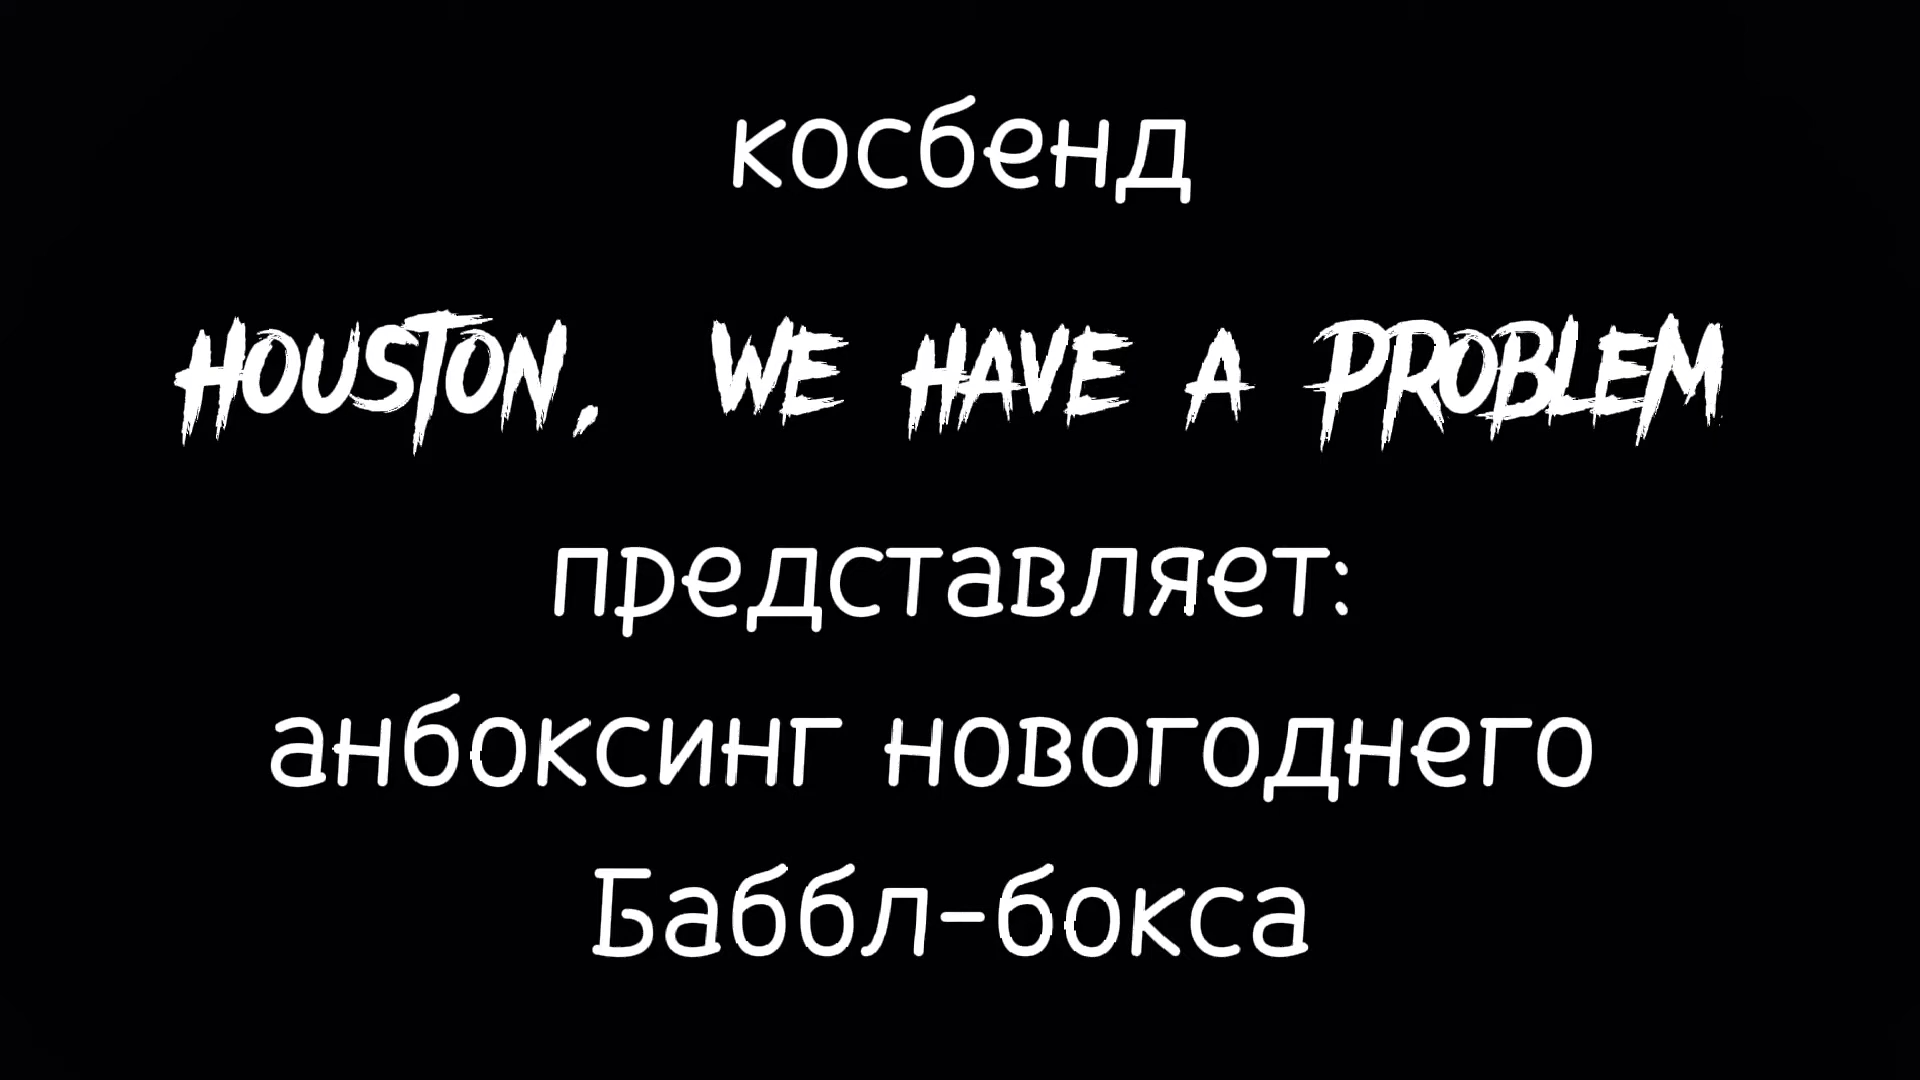 косбенд
HOUSTON, WE HAVE A PROBLEM
представляет:
анбоксинг новогоднего
Баббл-бокса